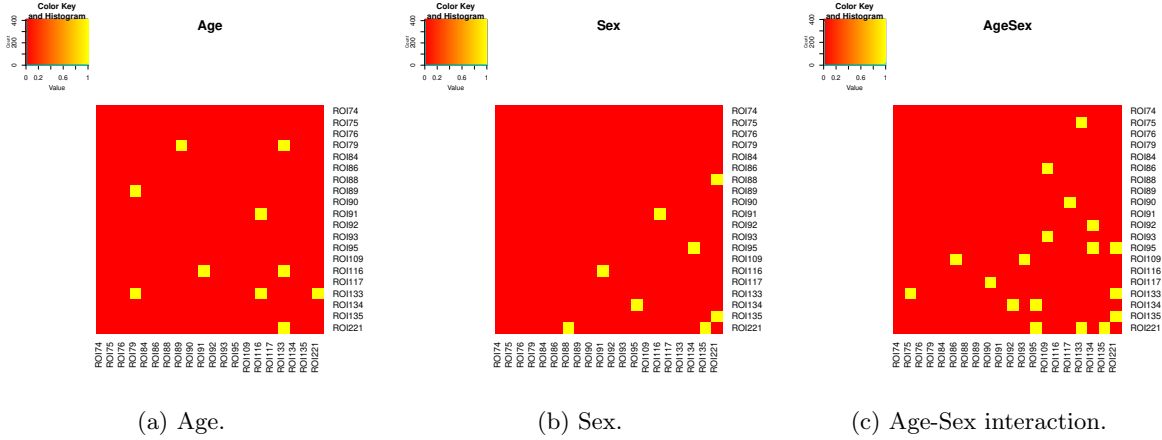 Color Key
and Histogram
Count
0 200 400
0 0.2 0.6 1
Value
Age
ROI74
ROI75
ROI76
ROI79
ROI84
ROI86
ROI88
ROI89
ROI90
ROI91
ROI92
ROI93
ROI95
ROI109
ROI116
ROI117
ROI133
ROI134
ROI135
ROI221
ROI74 ROI75 ROI76 ROI79 ROI84 ROI86 ROI88 ROI89 ROI90 ROI91 ROI92 ROI93 ROI95 ROI109 ROI116 ROI117 ROI133 ROI134 ROI135 ROI221
(a) Age.
Color Key
and Histogram
Count
0 200 400
0 0.2 0.6 1
Value
Sex
ROI74
ROI75
ROI76
ROI79
ROI84
ROI86
ROI88
ROI89
ROI90
ROI91
ROI92
ROI93
ROI95
ROI109
ROI116
ROI117
ROI133
ROI134
ROI135
ROI221
ROI74 ROI75 ROI76 ROI79 ROI84 ROI86 ROI88 ROI89 ROI90 ROI91 ROI92 ROI93 ROI95 ROI109 ROI116 ROI117 ROI133 ROI134 ROI135 ROI221
(b) Sex.
Color Key
and Histogram
Count
0 200 400
0 0.2 0.6 1
Value
AgeSex
ROI74
ROI75
ROI76
ROI79
ROI84
ROI86
ROI88
ROI89
ROI90
ROI91
ROI92
ROI93
ROI95
ROI109
ROI116
ROI117
ROI133
ROI134
ROI135
ROI221
ROI74 ROI75 ROI76 ROI79 ROI84 ROI86 ROI88 ROI89 ROI90 ROI91 ROI92 ROI93 ROI95 ROI109 ROI116 ROI117 ROI133 ROI134 ROI135 ROI221
(c) Age-Sex interaction.